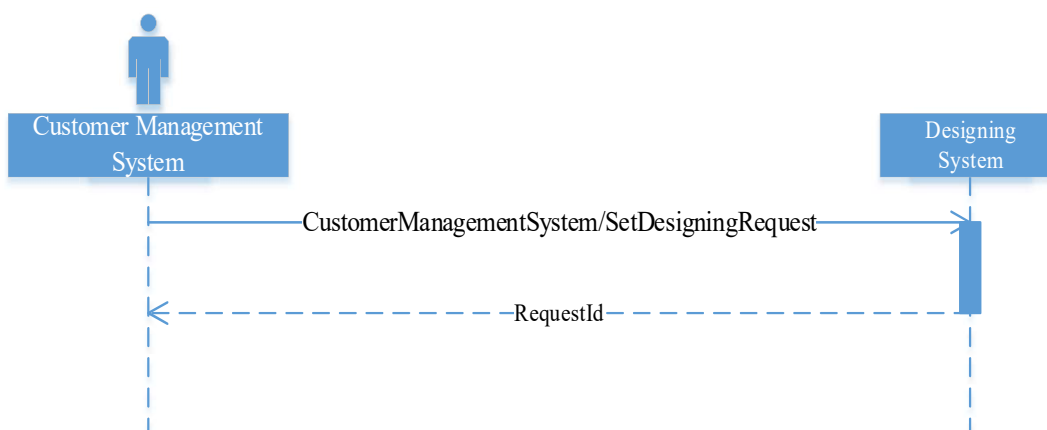 Customer Management
System
Designing
System
CustomerManagementSystem/SetDesigningRequest
RequestId